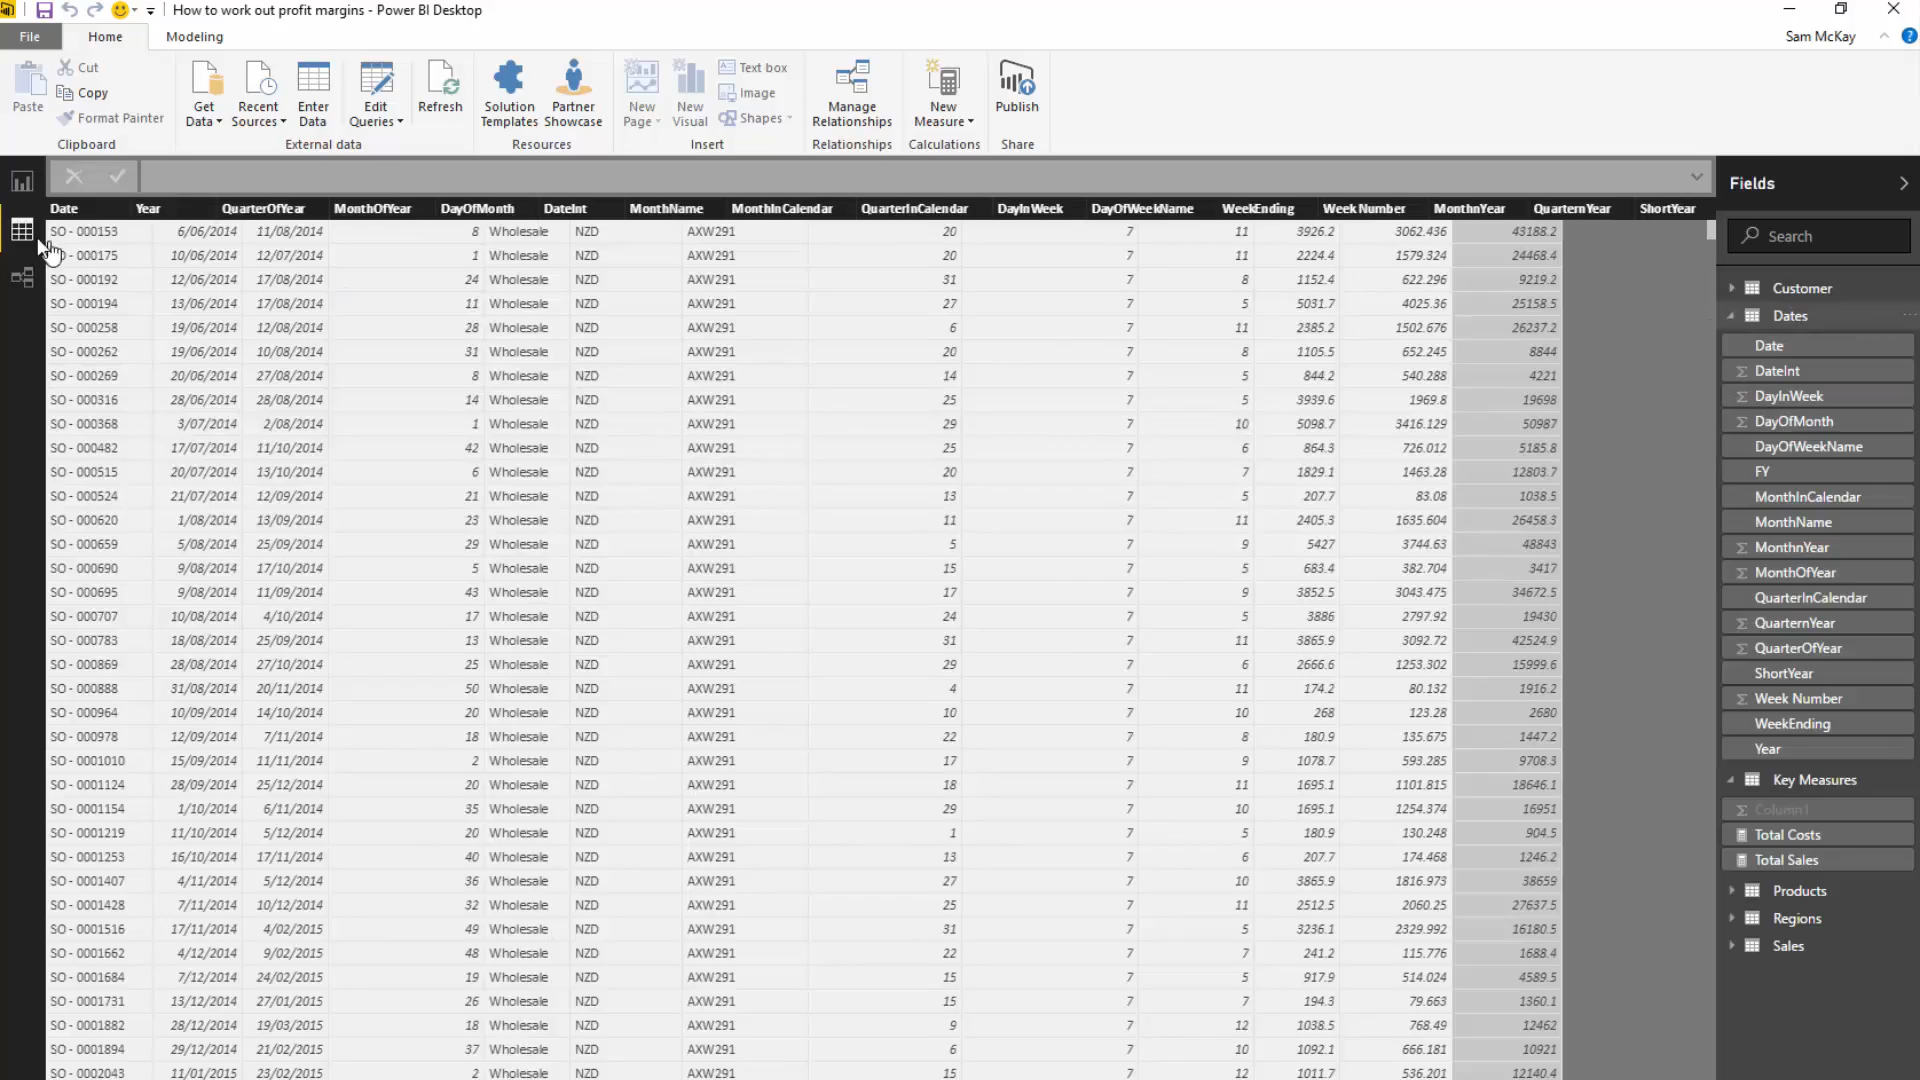 How to work out profit margins - Power BI Desktop
File Home Modeling Sam McKay ?
Paste Cut Copy Format Painter Clipboard
Get Data Recent Sources Enter Data Edit Queries Refresh External data
Solution Templates Partner Showcase Resources
New Page New Visual Text box Image Shapes Insert
Manage Relationships Relationships
New Measure Calculations
Publish Share
Date Year QuarterOfYear MonthOfYear DayOfMonth DateInt MonthName MonthInCalendar QuarterInCalendar DayInWeek DayOfWeekName WeekEnding Week Number MonthnYear QuarternYear ShortYear
SO - 000153 6/06/2014 11/08/2014 8 Wholesale NZD AXW291 20 7 11 3926.2 3062.436 43188.2
- 000175 10/06/2014 12/07/2014 1 Wholesale NZD AXW291 20 7 11 2224.4 1579.324 24468.4
SO - 000192 12/06/2014 17/08/2014 24 Wholesale NZD AXW291 31 7 8 1152.4 622.296 9219.2
SO - 000194 13/06/2014 17/08/2014 11 Wholesale NZD AXW291 27 7 5 5031.7 4025.36 25158.5
SO - 000258 19/06/2014 12/08/2014 28 Wholesale NZD AXW291 6 7 11 2385.2 1502.676 26237.2
SO - 000262 19/06/2014 10/08/2014 31 Wholesale NZD AXW291 20 7 8 1105.5 652.245 8844
SO - 000269 20/06/2014 27/08/2014 8 Wholesale NZD AXW291 14 7 5 844.2 540.288 4221
SO - 000316 28/06/2014 28/08/2014 14 Wholesale NZD AXW291 25 7 5 3939.6 1969.8 19698
SO - 000368 3/07/2014 2/08/2014 1 Wholesale NZD AXW291 29 7 10 5098.7 3416.129 50987
SO - 000482 17/07/2014 11/10/2014 42 Wholesale NZD AXW291 25 7 6 864.3 726.012 5185.8
SO - 000515 20/07/2014 13/10/2014 6 Wholesale NZD AXW291 20 7 7 1829.1 1463.28 12803.7
SO - 000524 21/07/2014 12/09/2014 21 Wholesale NZD AXW291 13 7 5 207.7 83.08 1038.5
SO - 000620 1/08/2014 13/09/2014 23 Wholesale NZD AXW291 11 7 11 2405.3 1635.604 26458.3
SO - 000659 5/08/2014 25/09/2014 29 Wholesale NZD AXW291 5 7 9 5427 3744.63 48843
SO - 000690 9/08/2014 17/10/2014 5 Wholesale NZD AXW291 15 7 5 683.4 382.704 3417
SO - 000695 9/08/2014 11/09/2014 43 Wholesale NZD AXW291 17 7 9 3852.5 3043.475 34672.5
SO - 000707 10/08/2014 4/10/2014 17 Wholesale NZD AXW291 24 7 5 3886 2797.92 19430
SO - 000783 18/08/2014 25/09/2014 13 Wholesale NZD AXW291 31 7 11 3865.9 3092.72 42524.9
SO - 000869 28/08/2014 27/10/2014 25 Wholesale NZD AXW291 29 7 6 2666.6 1253.302 15999.6
SO - 000888 31/08/2014 20/11/2014 50 Wholesale NZD AXW291 4 7 11 174.2 80.132 1916.2
SO - 000964 10/09/2014 14/10/2014 20 Wholesale NZD AXW291 10 7 10 268 123.28 2680
SO - 000978 12/09/2014 7/11/2014 18 Wholesale NZD AXW291 22 7 8 180.9 135.675 1447.2
SO - 0001010 15/09/2014 11/11/2014 2 Wholesale NZD AXW291 17 7 9 1078.7 593.285 9708.3
SO - 0001124 28/09/2014 25/12/2014 20 Wholesale NZD AXW291 18 7 11 1695.1 1101.815 18646.1
SO - 0001154 1/10/2014 6/11/2014 35 Wholesale NZD AXW291 29 7 10 1695.1 1254.374 16951
SO - 0001219 11/10/2014 5/12/2014 20 Wholesale NZD AXW291 1 7 5 180.9 130.248 904.5
SO - 0001253 16/10/2014 17/11/2014 40 Wholesale NZD AXW291 13 7 6 207.7 174.468 1246.2
SO - 0001407 4/11/2014 5/12/2014 36 Wholesale NZD AXW291 27 7 10 3865.9 1816.973 38659
SO - 0001428 7/11/2014 10/12/2014 32 Wholesale NZD AXW291 25 7 11 2512.5 2060.25 27637.5
SO - 0001516 17/11/2014 4/02/2015 49 Wholesale NZD AXW291 31 7 5 3236.1 2329.992 16180.5
SO - 0001662 4/12/2014 9/02/2015 48 Wholesale NZD AXW291 22 7 7 241.2 115.776 1688.4
SO - 0001684 7/12/2014 24/02/2015 19 Wholesale NZD AXW291 15 7 5 917.9 514.024 4589.5
SO - 0001731 13/12/2014 27/01/2015 26 Wholesale NZD AXW291 15 7 7 194.3 79.663 1360.1
SO - 0001882 28/12/2014 19/03/2015 18 Wholesale NZD AXW291 9 7 12 1038.5 768.49 12462
SO - 0001894 29/12/2014 21/02/2015 37 Wholesale NZD AXW291 6 7 10 1092.1 666.181 10921
SO - 0002043 11/01/2015 23/02/2015 2 Wholesale NZD AXW291 15 7 12 1011.7 536.201 12140.4
Fields
Search
Customer
Dates
Date
DateInt
DayInWeek
DayOfMonth
DayOfWeekName
FY
MonthInCalendar
MonthName
MonthnYear
MonthOfYear
QuarterInCalendar
QuarternYear
QuarterOfYear
ShortYear
Week Number
WeekEnding
Year
Key Measures
Column1
Total Costs
Total Sales
Products
Regions
Sales